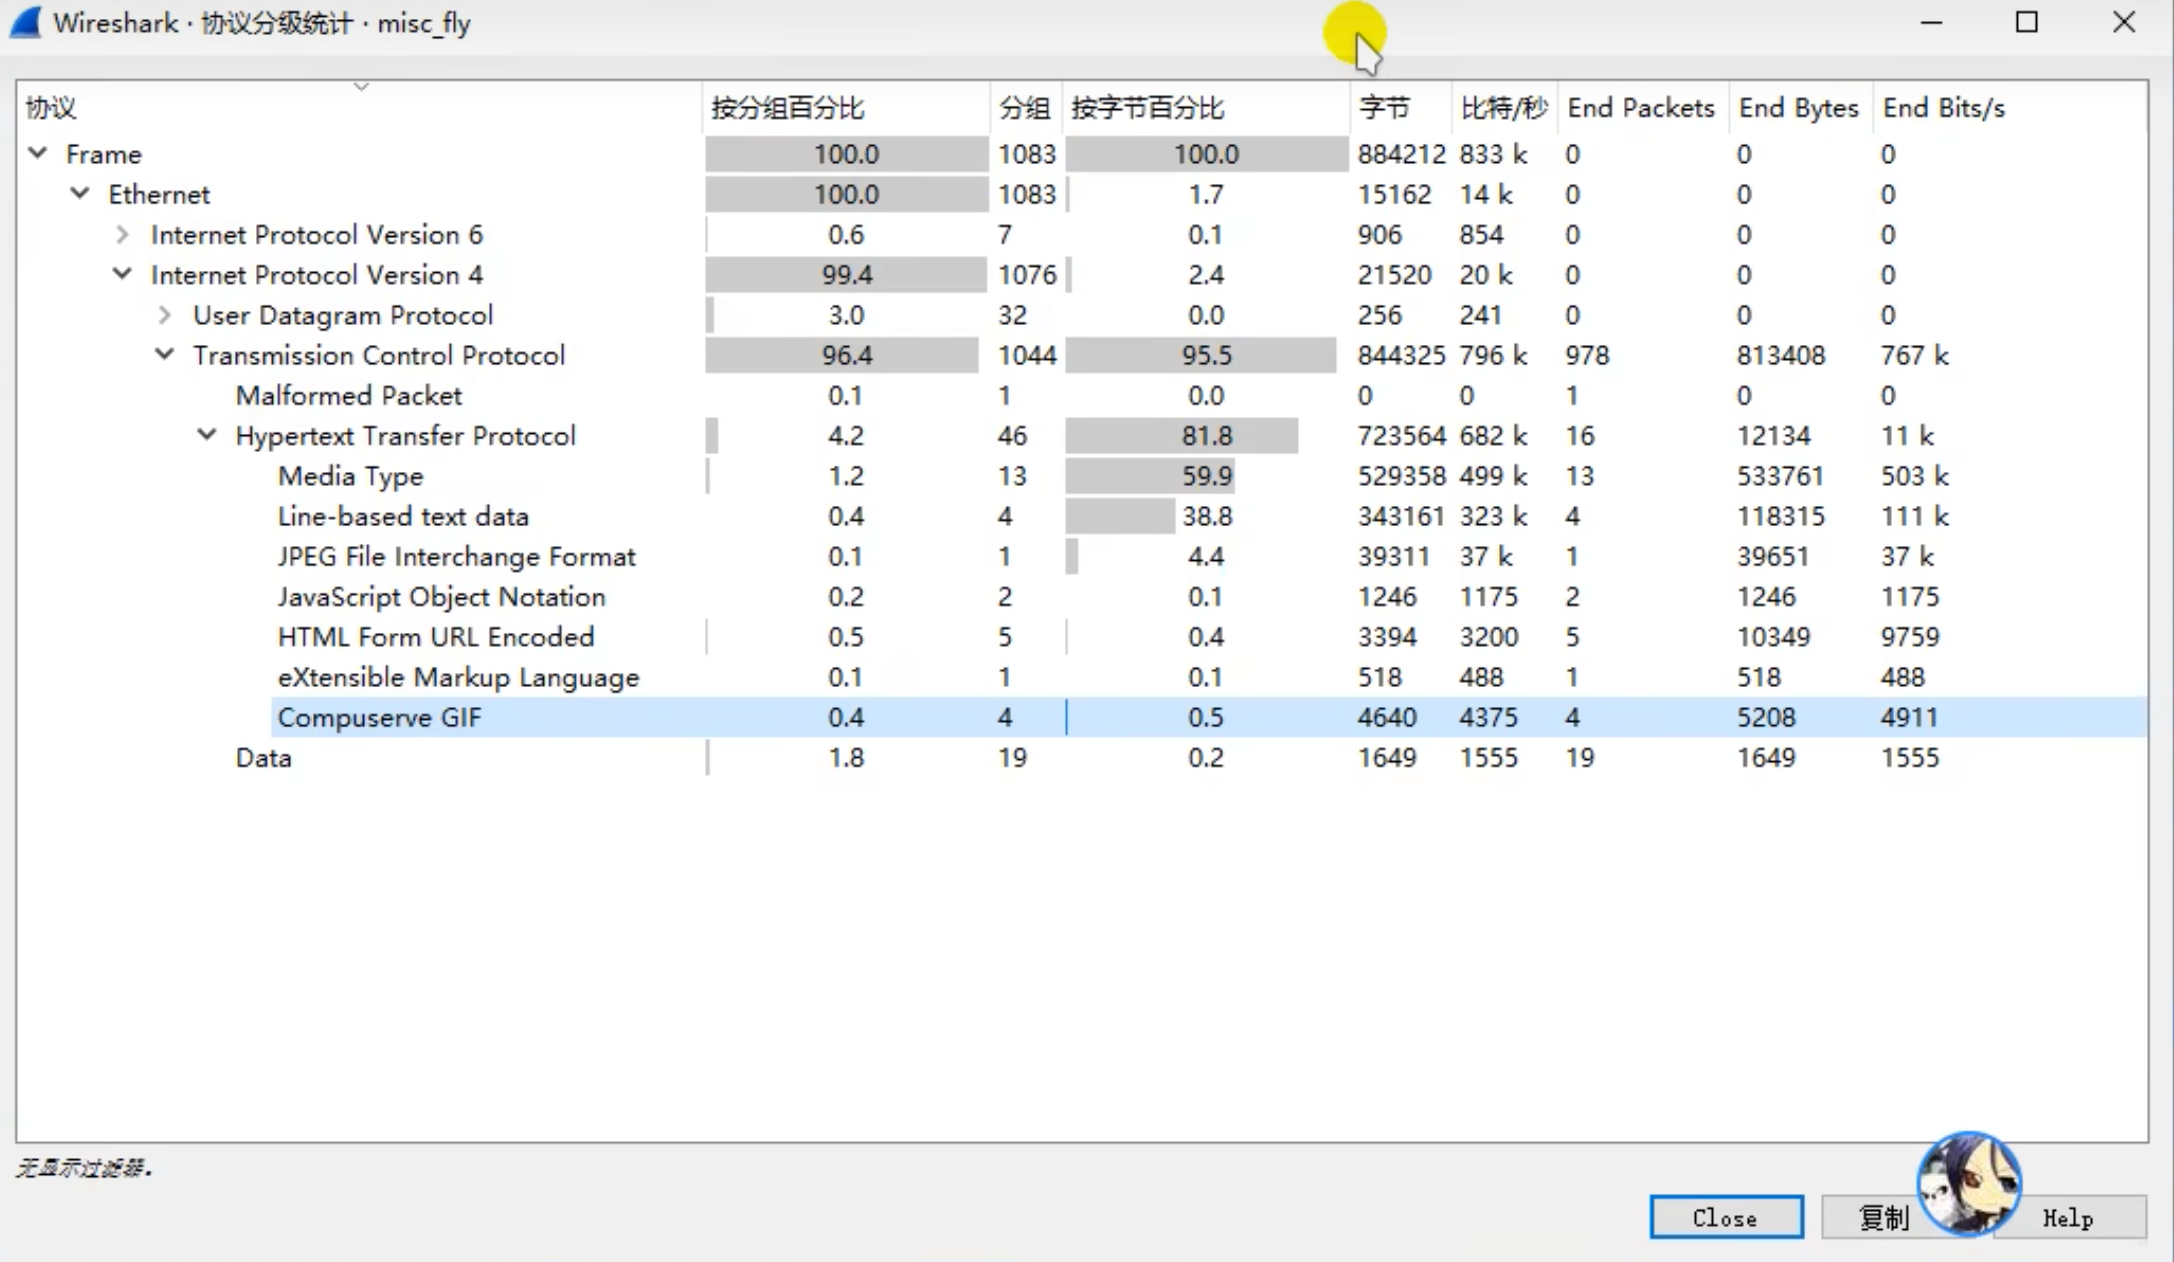 Wireshark · 协议分级统计 · misc_fly
协议 按分组百分比 分组 按字节百分比 字节 比特/秒 End Packets End Bytes End Bits/s
Frame 100.0 1083 100.0 884212 833 k 0 0 0
Ethernet 100.0 1083 1.7 15162 14 k 0 0 0
Internet Protocol Version 6 0.6 7 0.1 906 854 0 0 0
Internet Protocol Version 4 99.4 1076 2.4 21520 20 k 0 0 0
User Datagram Protocol 3.0 32 0.0 256 241 0 0 0
Transmission Control Protocol 96.4 1044 95.5 844325 796 k 978 813408 767 k
Malformed Packet 0.1 1 0.0 0 0 1 0 0
Hypertext Transfer Protocol 4.2 46 81.8 723564 682 k 16 12134 11 k
Media Type 1.2 13 59.9 529358 499 k 13 533761 503 k
Line-based text data 0.4 4 38.8 343161 323 k 4 118315 111 k
JPEG File Interchange Format 0.1 1 4.4 39311 37 k 1 39651 37 k
JavaScript Object Notation 0.2 2 0.1 1246 1175 2 1246 1175
HTML Form URL Encoded 0.5 5 0.4 3394 3200 5 10349 9759
eXtensible Markup Language 0.1 1 0.1 518 488 1 518 488
Compuserve GIF 0.4 4 0.5 4640 4375 4 5208 4911
Data 1.8 19 0.2 1649 1555 19 1649 1555
无显示过滤器.
Close 复制 Help